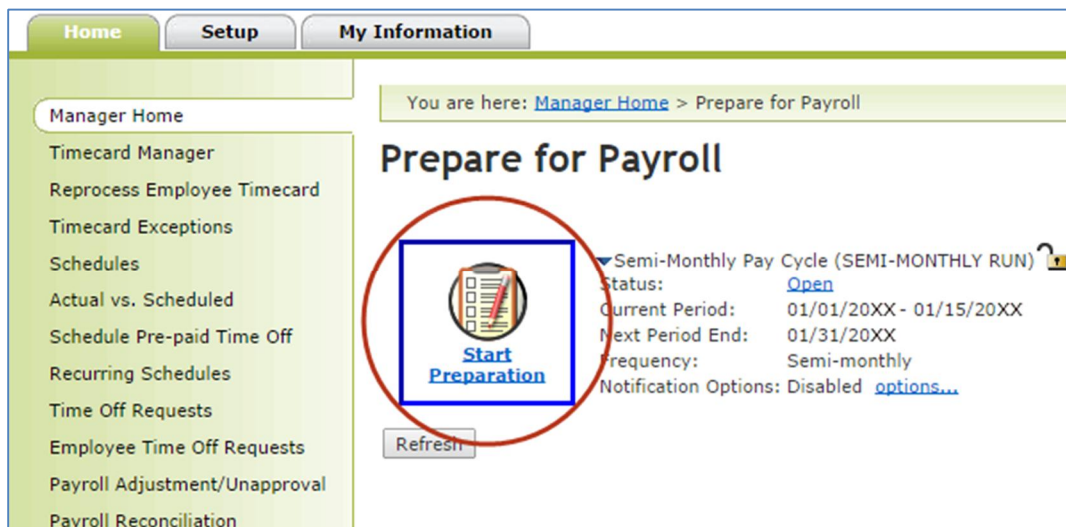 Home Setup My Information
Manager Home
Timecard Manager
Reprocess Employee Timecard
Timecard Exceptions
Schedules
Actual vs. Scheduled
Schedule Pre-paid Time Off
Recurring Schedules
Time Off Requests
Employee Time Off Requests
Payroll Adjustment/Unapproval
Payroll Reconciliation
You are here: Manager Home > Prepare for Payroll
Prepare for Payroll
Start
Preparation
Semi-Monthly Pay Cycle (SEMI-MONTHLY RUN)
Status: Open
Current Period: 01/01/20XX - 01/15/20XX
Next Period End: 01/31/20XX
Frequency: Semi-monthly
Notification Options: Disabled options...
Refresh